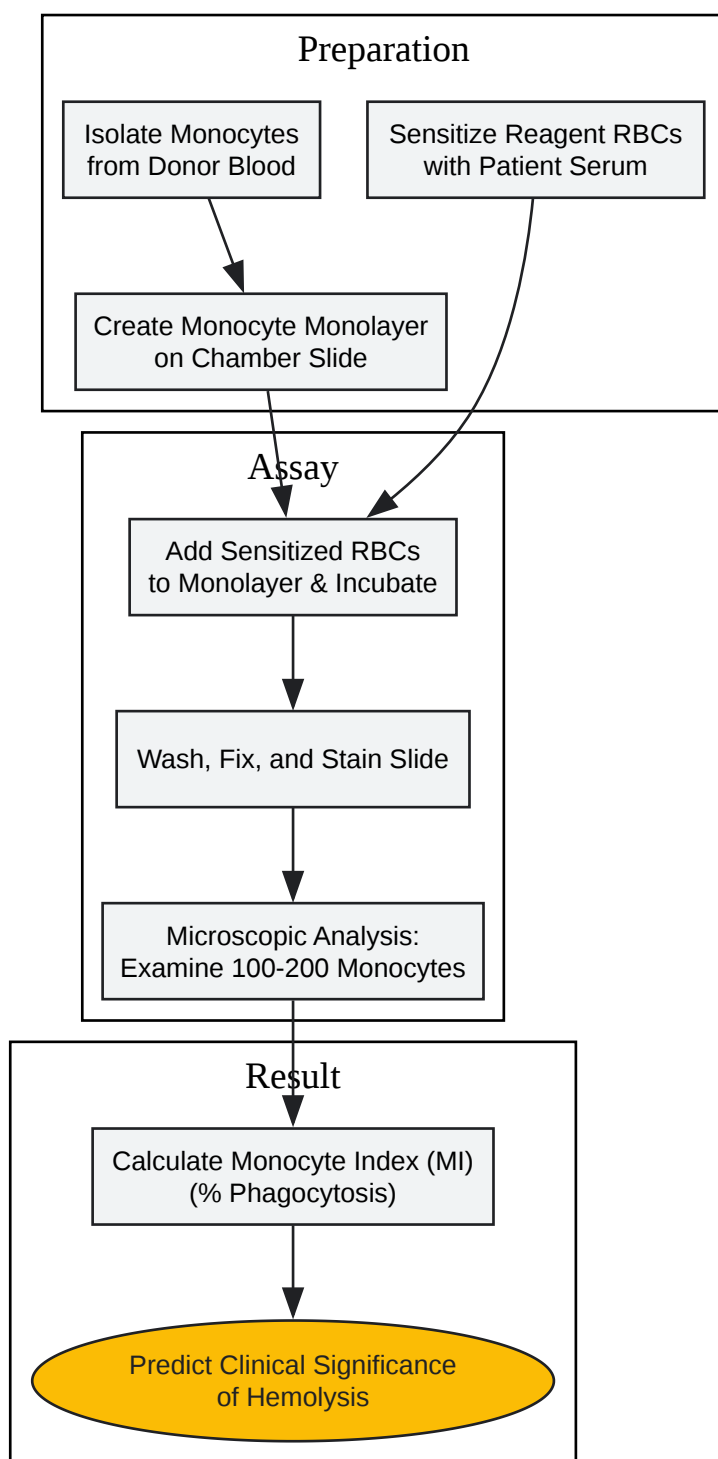 Preparation
Isolate Monocytes
from Donor Blood
Sensitize Reagent RBCs
with Patient Serum
Create Monocyte Monolayer
on Chamber Slide
Assay
Add Sensitized RBCs
to Monolayer & Incubate
Wash, Fix, and Stain Slide
Microscopic Analysis:
Examine 100-200 Monocytes
Result
Calculate Monocyte Index (MI)
(% Phagocytosis)
Predict Clinical Significance
of Hemolysis